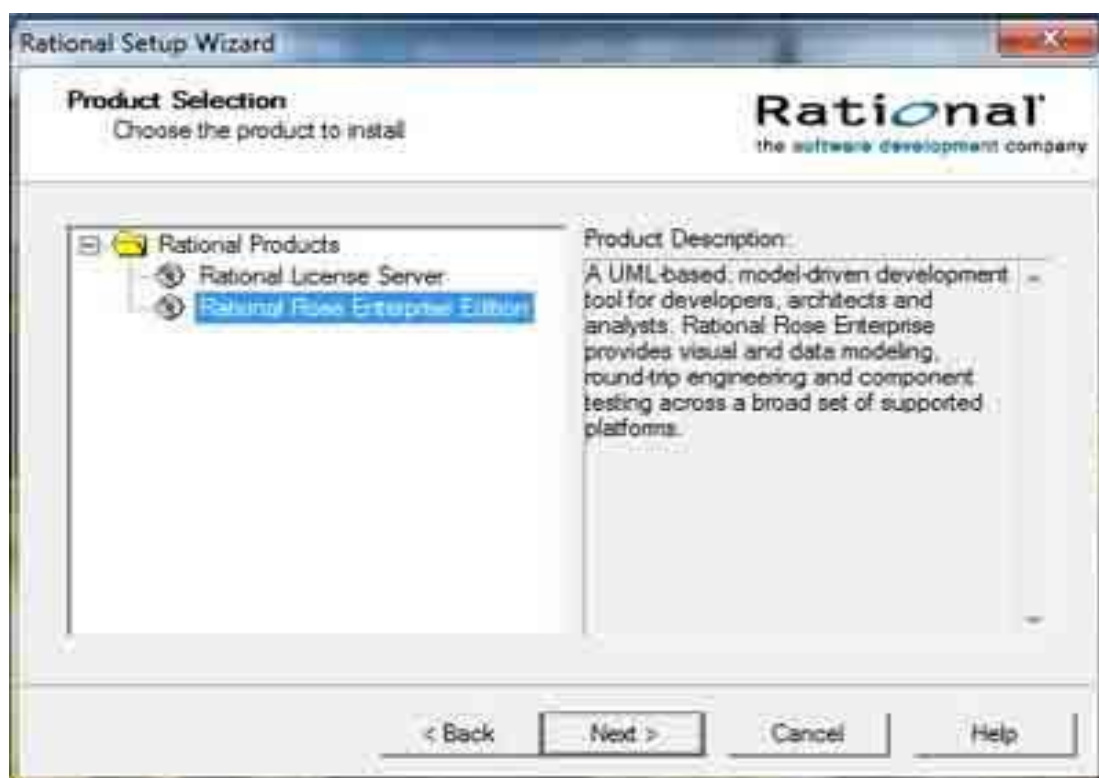 Rational Setup Wizard
Product Selection
Choose the product to install
Rational
the software development company
Rational Products
Rational License Server
Rational Rose Enterprise Edition
Product Description:
A UML-based, model-driven development
tool for developers, architects and
analysts. Rational Rose Enterprise
provides visual and data modeling,
round-trip engineering and component
testing across a broad set of supported
platforms.
< Back
Next >
Cancel
Help